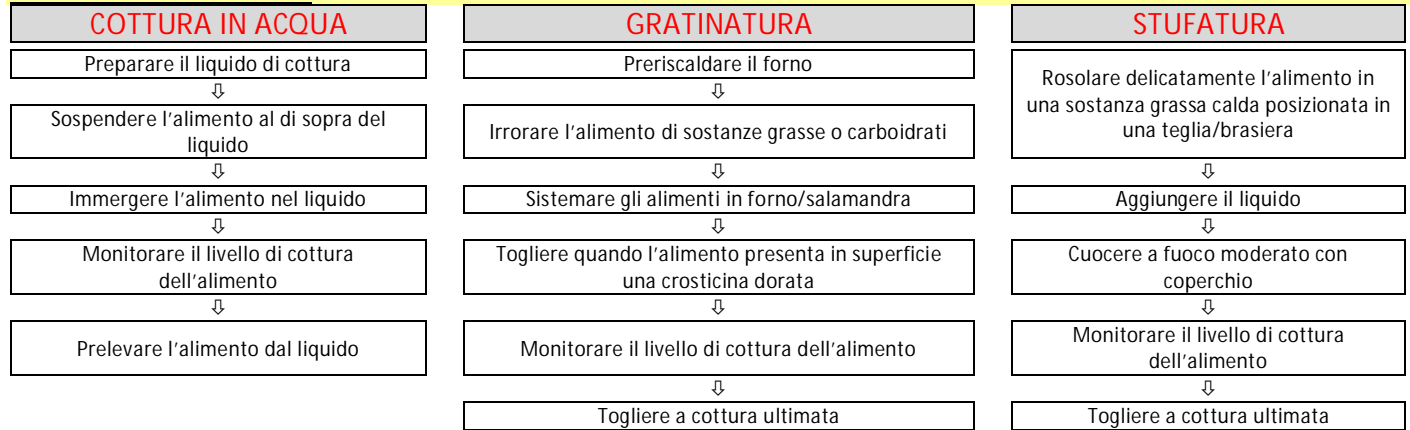 COTTURA IN ACQUA
Preparare il liquido di cottura
⇩
Sospendere l'alimento al di sopra del
liquido
⇩
Immergere l'alimento nel liquido
⇩
Monitorare il livello di cottura
dell'alimento
⇩
Prelevare l'alimento dal liquido
GRATINATURA
Preriscaldare il forno
⇩
Irrorare l'alimento di sostanze grasse o carboidrati
⇩
Sistemare gli alimenti in forno/salamandra
⇩
Togliere quando l'alimento presenta in superficie
una crosticina dorata
⇩
Monitorare il livello di cottura dell'alimento
⇩
Togliere a cottura ultimata
STUFATURA
Rosolare delicatamente l'alimento in
una sostanza grassa calda posizionata in
una teglia/brasiera
⇩
Aggiungere il liquido
⇩
Cuocere a fuoco moderato con
coperchio
⇩
Monitorare il livello di cottura
dell'alimento
⇩
Togliere a cottura ultimata